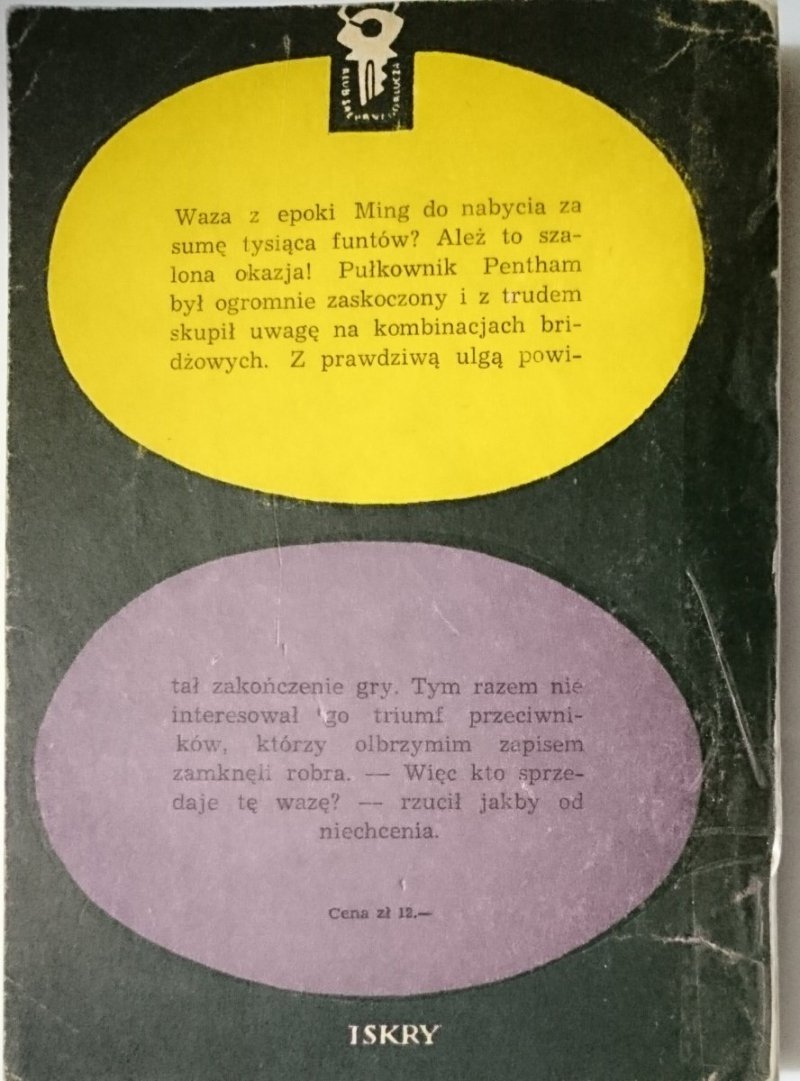 Waza z epoki Ming do nabycia za
sumę tysiąca funtów? Ależ to sza-
lona okazja! Pułkownik Pentham
był ogromnie zaskoczony i z trudem
skupił uwagę na kombinacjach bri-
dżowych. Z prawdziwą ulgą powi-
tał zakończenie gry. Tym razem nie
interesował go triumf przeciwni-
ków, którzy olbrzymim zapisem
zamknęli robra. — Więc kto sprze-
daje tę wazę? — rzucił jakby od
niechcenia.
Cena zł 12.—
ISKRY